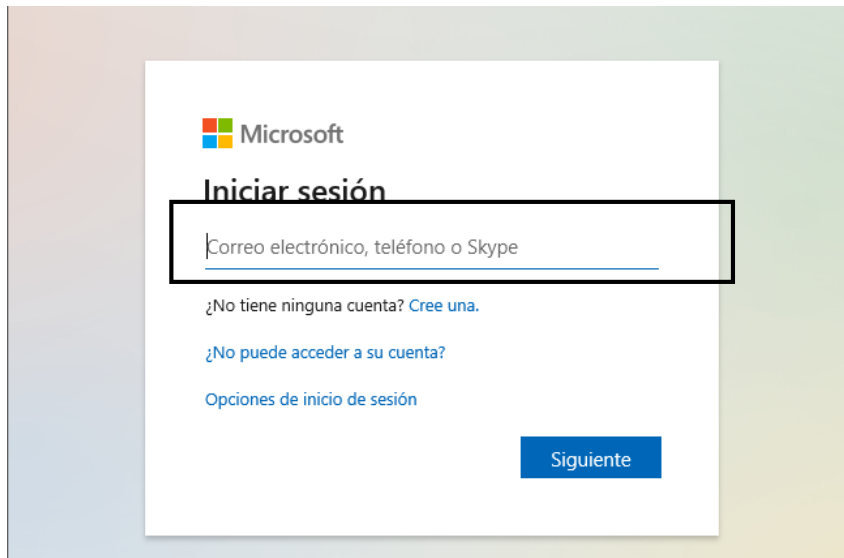 Microsoft
Iniciar sesión
Correo electrónico, teléfono o Skype
¿No tiene ninguna cuenta? Cree una.
¿No puede acceder a su cuenta?
Opciones de inicio de sesión
Siguiente